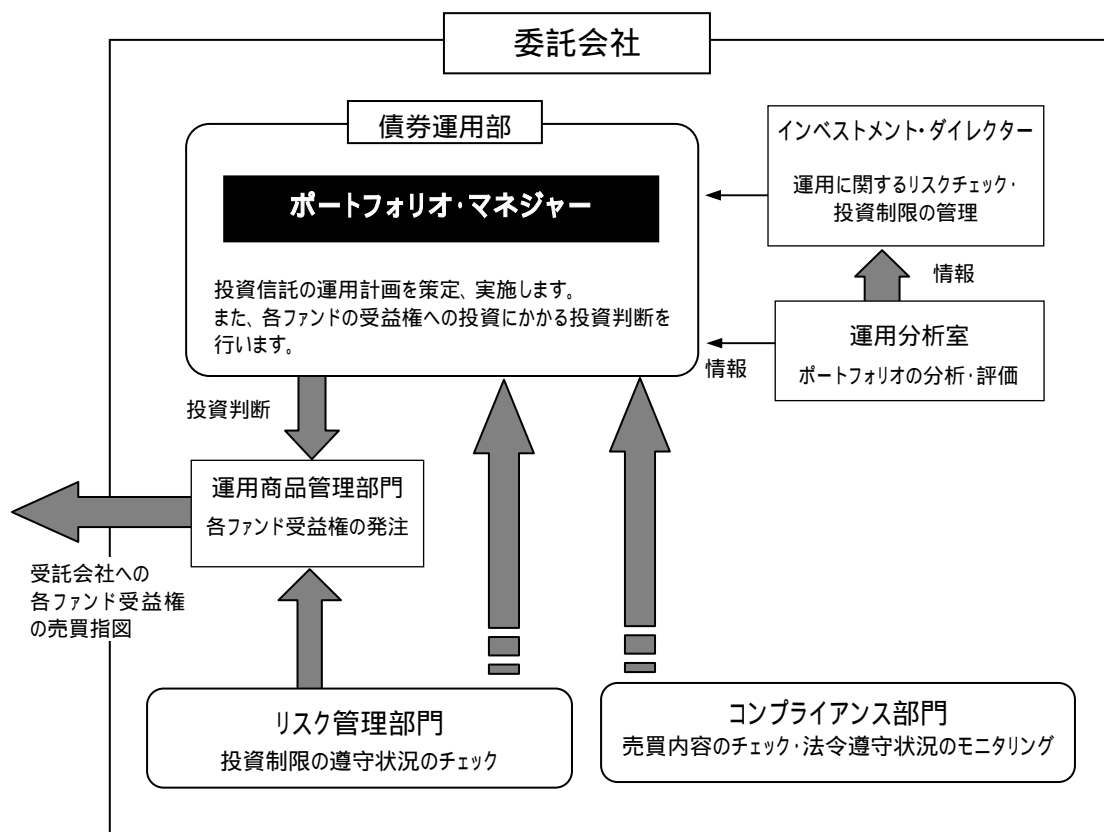 委託会社
債券運用部
ポートフォリオ・マネジャー
投資信託の運用計画を策定、実施します。
また、各ファンドの受益権への投資にかかる投資判断を
行います。
インベストメント・ダイレクター
運用に関するリスクチェック・
投資制限の管理
情報
運用分析室
ポートフォリオの分析・評価
情報
投資判断
運用商品管理部門
各ファンド受益権の発注
受託会社への
各ファンド受益権
の売買指図
リスク管理部門
投資制限の遵守状況のチェック
コンプライアンス部門
売買内容のチェック・法令遵守状況のモニタリング